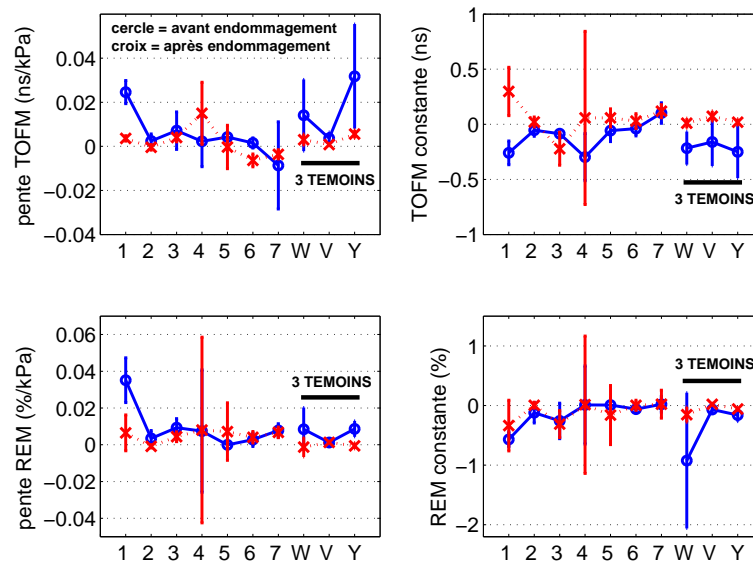 cercle = avant endommagement
croix = après endommagement
0.04
0.02
0
−0.02
−0.04
pente TOFM (ns/kPa)
3 TEMOINS
1 2 3 4 5 6 7 W V Y
1
0.5
0
−0.5
−1
TOFM constante (ns)
3 TEMOINS
1 2 3 4 5 6 7 W V Y
0.06
0.04
0.02
0
−0.02
−0.04
pente REM (%/kPa)
3 TEMOINS
1 2 3 4 5 6 7 W V Y
1
0
−1
−2
REM constante (%)
3 TEMOINS
1 2 3 4 5 6 7 W V Y